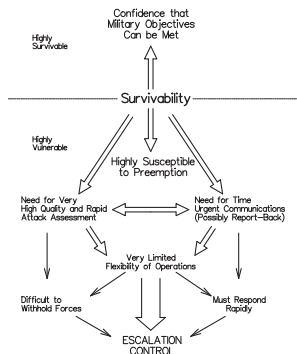 Confidence that
Military Objectives
Can be Met
Highly
Survivable
Survivability
Highly
Vulnerable
Highly Susceptible
to Preemption
Need for Very
High Quality and Rapid
Attack Assessment
Need for Time
Urgent Communications
(Possibly Report-Back)
Very Limited
Flexibility of Operations
Difficult to
Withhold Forces
Must Respond
Rapidly
ESCALATION
CONTROL